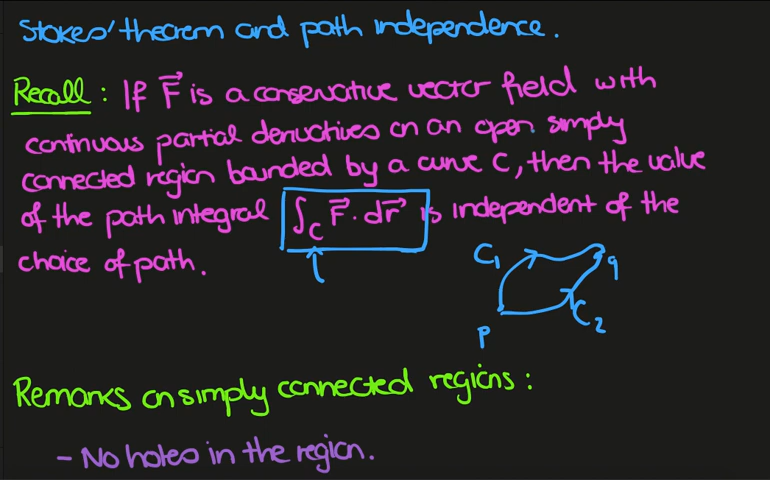 Stokes' theorem and path independence.
Recall: If F⃗ is a conservative vector field with
continuous partial derivatives on an open simply
connected region bounded by a curve C, then the value
of the path integral ∫_C F⃗ · dr⃗ is independent of the
choice of path.
C₁
q
C₂
P
Remarks on simply connected regions:
- No holes in the region.